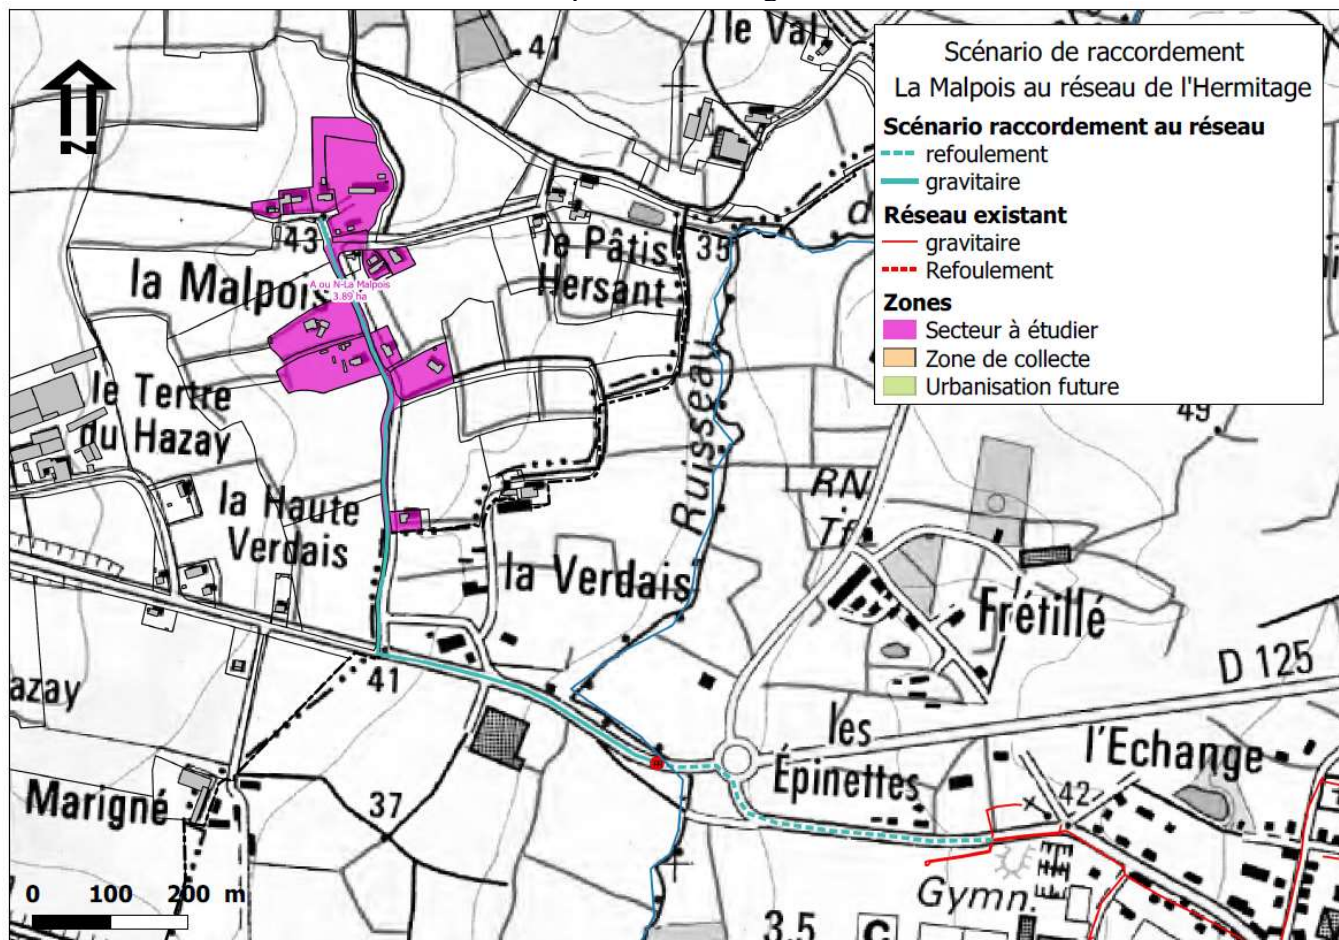 Scénario de raccordement
La Malpois au réseau de l'Hermitage
Scénario raccordement au réseau
refoulement
gravitaire
Réseau existant
gravitaire
Refoulement
Zones
Secteur à étudier
Zone de collecte
Urbanisation future
N
41
le Val
43
la Malpois
A ou N-La Malpois
3.89 ha
le Pâtis
Hersant
35
d
le Tertre
du Hazay
la Haute
Verdais
la Verdais
Ruisseau
49
RN
Tf
Frétillé
D 125
41
azay
les
Épinettes
l'Echange
42
Marigné
37
Gymn.
3.5
C
0 100 200 m